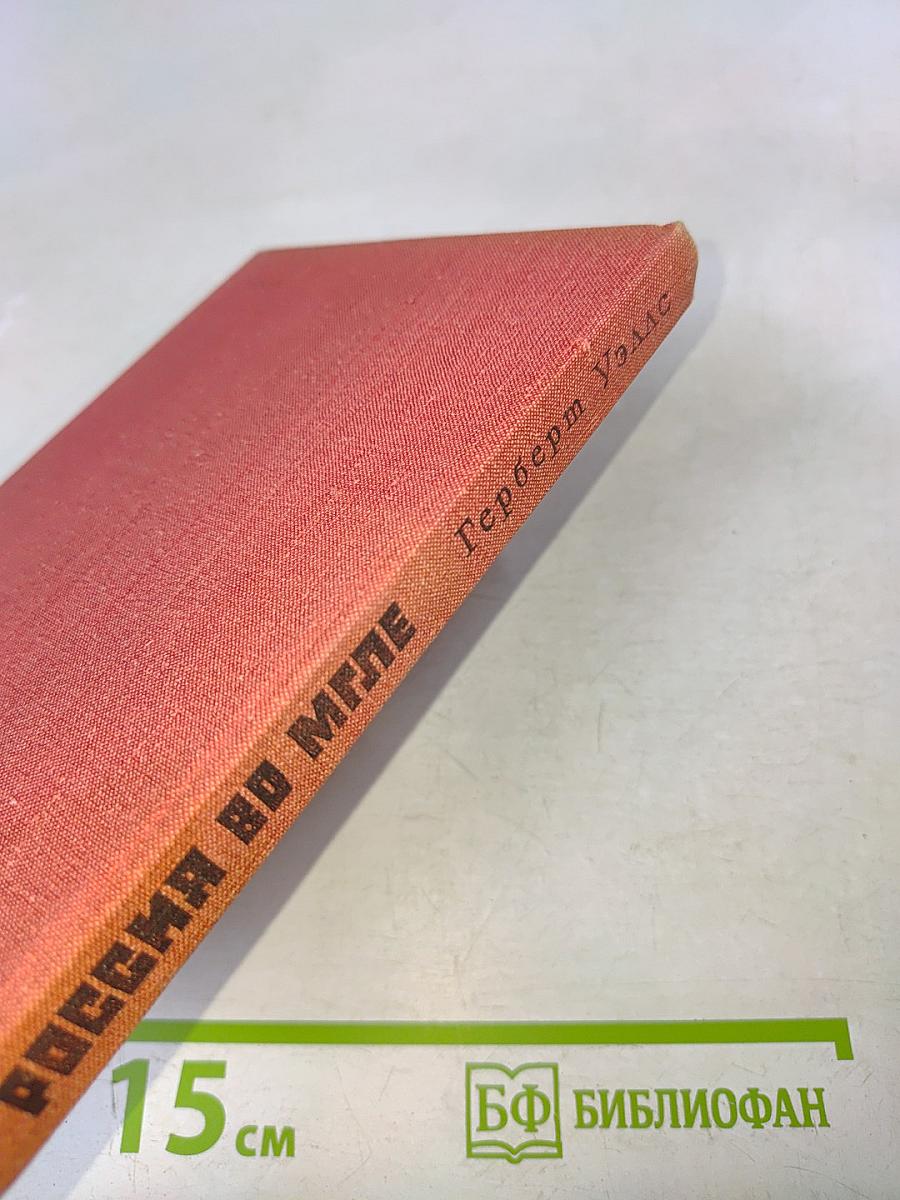 Герберт Уэллс
РОССИЯ ВО МГЛЕ
15 см
БФ БИБЛИОФАН